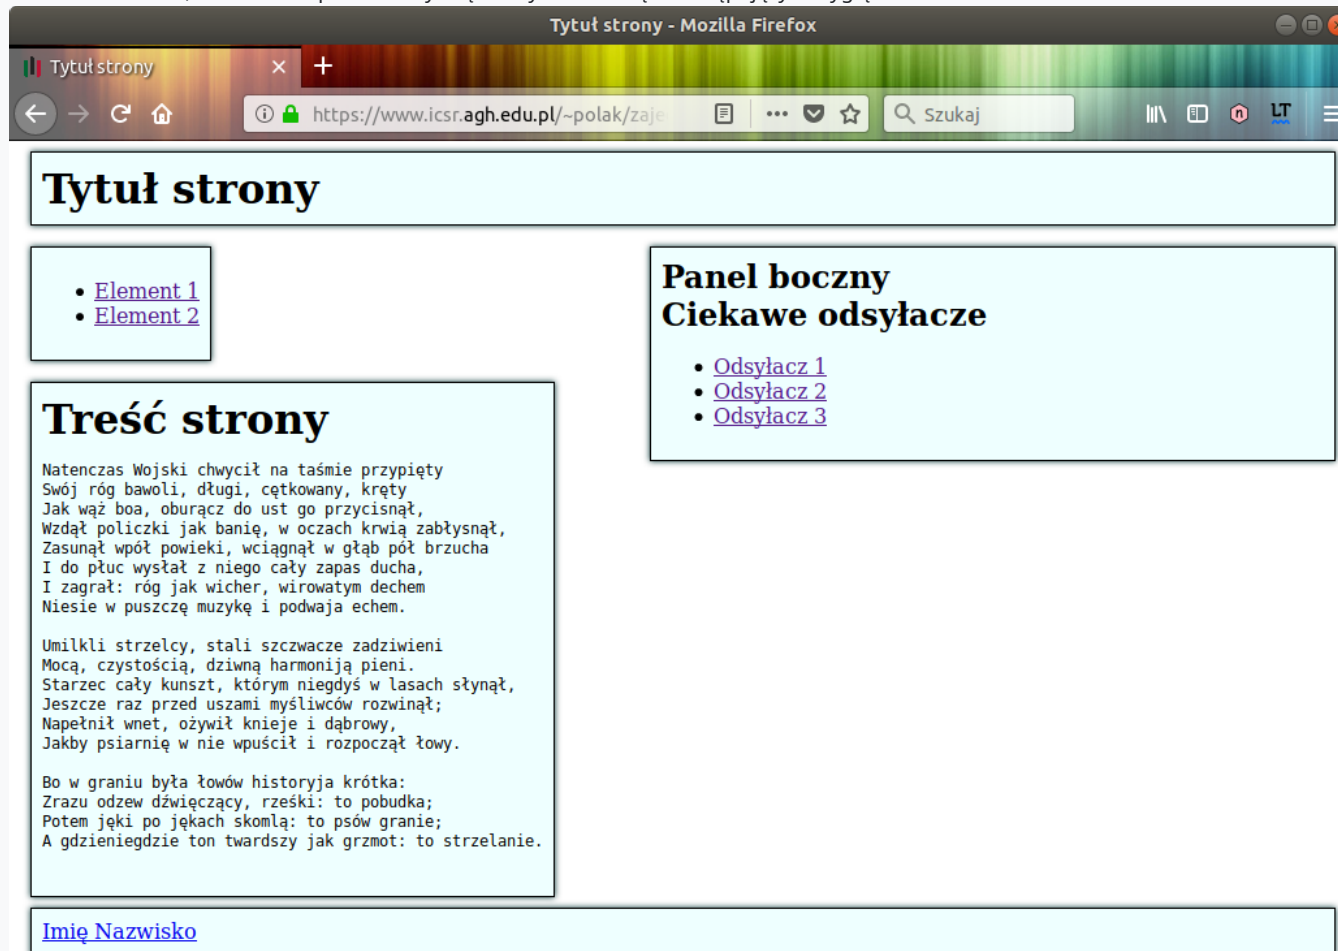 Tytuł strony - Mozilla Firefox
Tytuł strony
https://www.icsr.agh.edu.pl/~polak/zaje
Szukaj
LT
Tytuł strony
Element 1
Element 2
Panel boczny
Ciekawe odsyłacze
Odsyłacz 1
Odsyłacz 2
Odsyłacz 3
Treść strony
Natenczas Wojski chwycił na taśmie przypięty
Swój róg bawoli, długi, cętkowany, kręty
Jak wąż boa, oburącz do ust go przycisnął,
Wzdął policzki jak banię, w oczach krwią zabłysnął,
Zasunął wpół powieki, wciągnął w głąb pół brzucha
I do płuc wysłał z niego cały zapas ducha,
I zagrał: róg jak wicher, wirowatym dechem
Niesie w puszczę muzykę i podwaja echem.
Umilkli strzelcy, stali szczwacze zadziwieni
Mocą, czystością, dziwną harmoniją pieni.
Starzec cały kunszt, którym niegdyś w lasach słynął,
Jeszcze raz przed uszami myśliwców rozwinął;
Napełnił wnet, ożywił knieje i dąbrowy,
Jakby psiarnię w nie wpuścił i rozpoczął łowy.
Bo w graniu była łowów historyja krótka:
Zrazu odzew dźwięczący, rześki: to pobudka;
Potem jęki po jękach skomlą: to psów granie;
A gdzieniegdzie ton twardszy jak grzmot: to strzelanie.
Imię Nazwisko